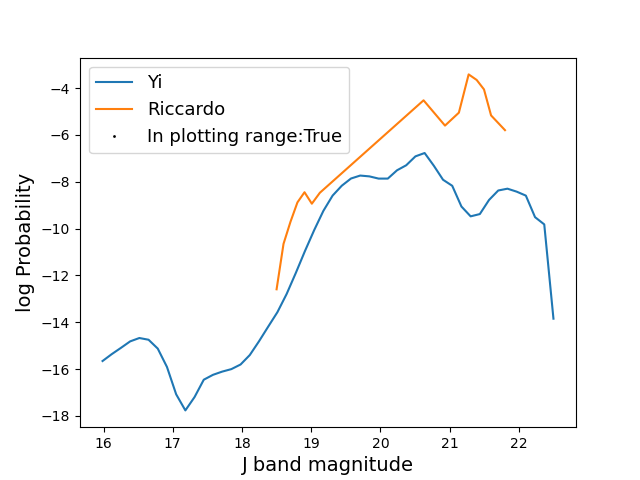 Yi
Riccardo
In plotting range:True
−4
−6
−8
−10
−12
−14
−16
−18
log Probability
16 17 18 19 20 21 22
J band magnitude